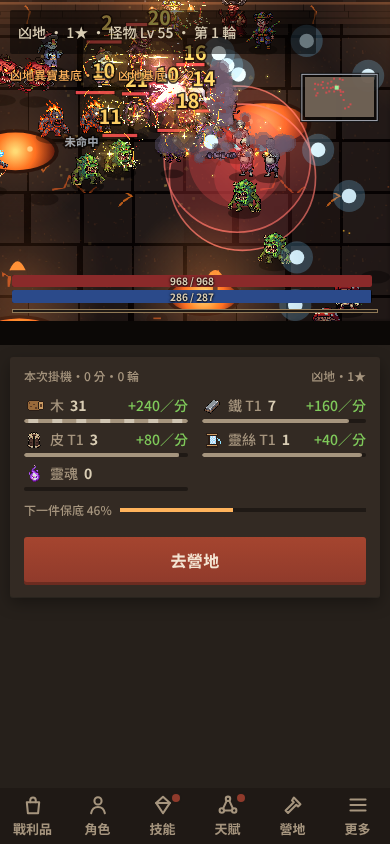 2 20
凶地 · 1★ · 怪物 Lv 55 · 第 1 輪
16
凶地異寶基底
10
凶地基底
14
18
11
未命中
968 / 968
286 / 287
本次掛機·0 分·0 輪
凶地·1★
木 31 +240／分
鐵 T1 7 +160／分
皮 T1 3 +80／分
靈絲 T1 1 +40／分
靈魂 0
下一件保底 46%
去營地
戰利品
角色
技能
天賦
營地
更多